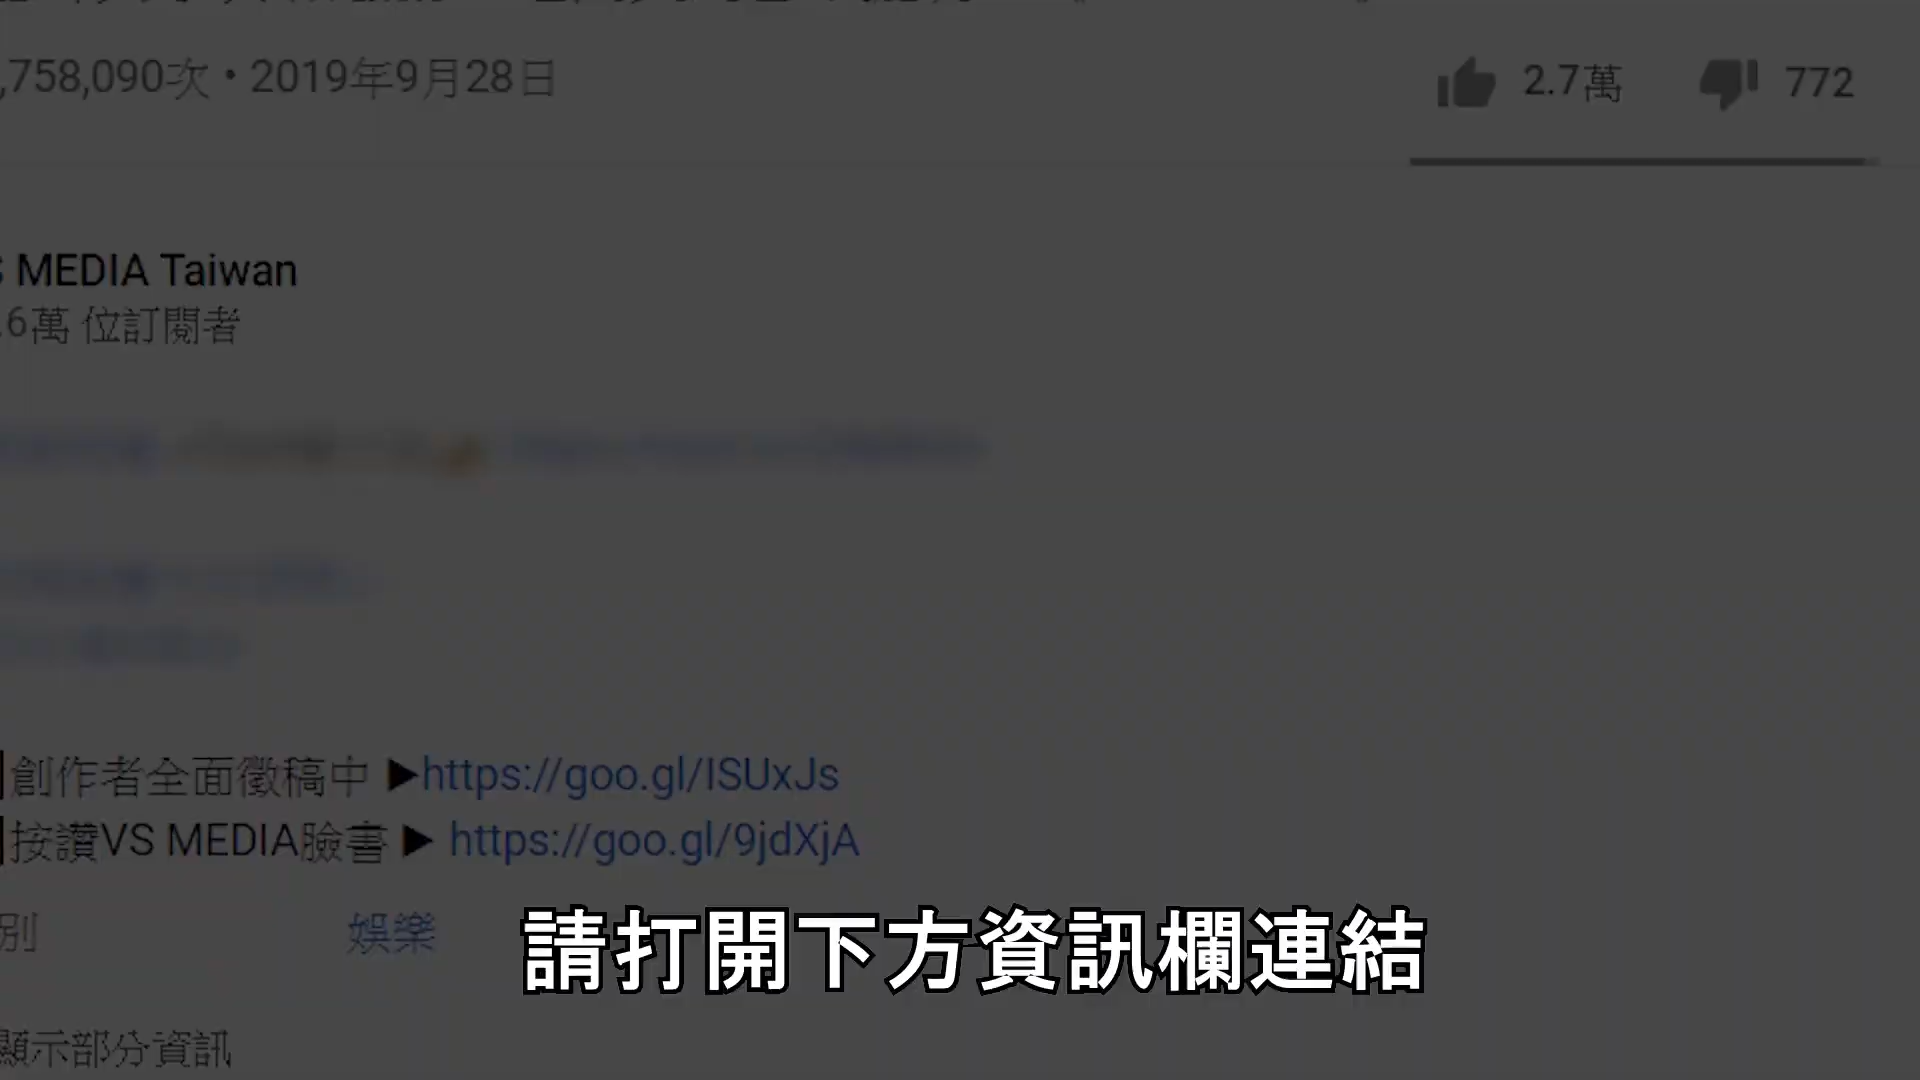 ,758,090次 • 2019年9月28日
2.7萬 772
MEDIA Taiwan
.6萬 位訂閱者
創作者全面徵稿中 ▶https://goo.gl/ISUxJs
按讚VS MEDIA臉書 ▶ https://goo.gl/9jdXjA
別 娛樂
請打開下方資訊欄連結
顯示部分資訊